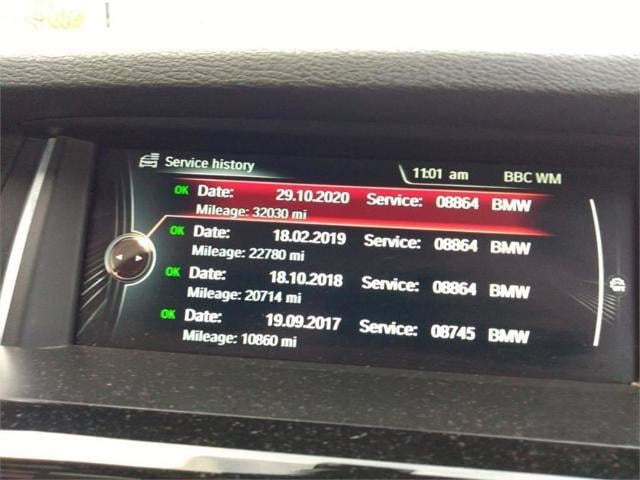 Service history 11:01 am BBC WM
OK Date: 29.10.2020 Service: 08864 BMW
Mileage: 32030 mi
OK Date: 18.02.2019 Service: 08864 BMW
Mileage: 22780 mi
OK Date: 18.10.2018 Service: 08864 BMW
Mileage: 20714 mi
OK Date: 19.09.2017 Service: 08745 BMW
Mileage: 10860 mi